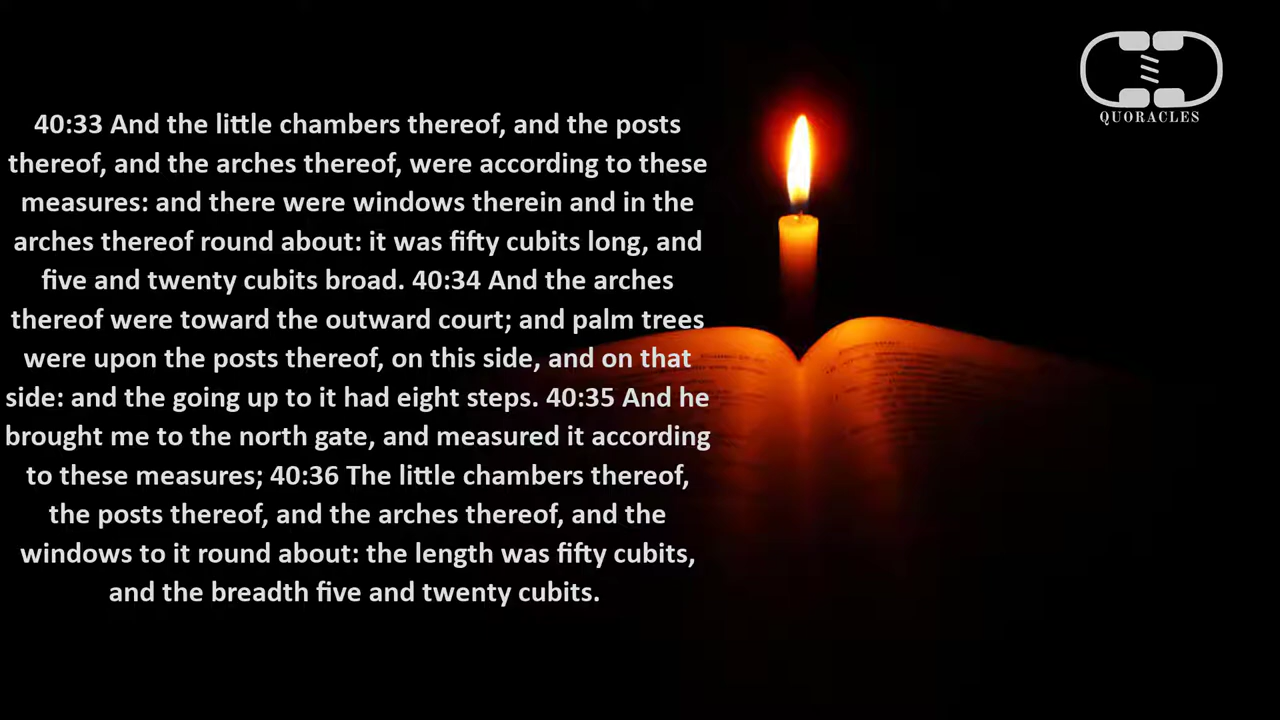 40:33 And the little chambers thereof, and the posts
thereof, and the arches thereof, were according to these
measures: and there were windows therein and in the
arches thereof round about: it was fifty cubits long, and
five and twenty cubits broad. 40:34 And the arches
thereof were toward the outward court; and palm trees
were upon the posts thereof, on this side, and on that
side: and the going up to it had eight steps. 40:35 And he
brought me to the north gate, and measured it according
to these measures; 40:36 The little chambers thereof,
the posts thereof, and the arches thereof, and the
windows to it round about: the length was fifty cubits,
and the breadth five and twenty cubits.
QUORACLES